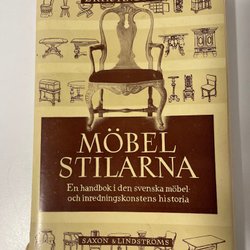 MÖBEL
STILARNA
En handbok i den svenska möbel-
och inredningskonstens historia
SAXON & LINDSTRÖMS